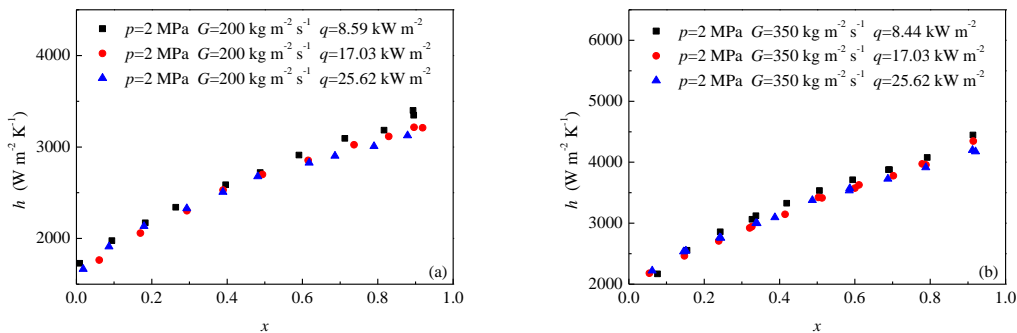 p=2 MPa G=200 kg m⁻² s⁻¹ q=8.59 kW m⁻²
p=2 MPa G=200 kg m⁻² s⁻¹ q=17.03 kW m⁻²
p=2 MPa G=200 kg m⁻² s⁻¹ q=25.62 kW m⁻²
4500
3500
2500
h (W m⁻² K⁻¹)
4000
3000
2000
(a)
0.0 0.2 0.4 0.6 0.8 1.0
x
p=2 MPa G=350 kg m⁻² s⁻¹ q=8.44 kW m⁻²
p=2 MPa G=350 kg m⁻² s⁻¹ q=17.03 kW m⁻²
p=2 MPa G=350 kg m⁻² s⁻¹ q=25.62 kW m⁻²
6000
5000
4000
3000
2000
h (W m⁻² K⁻¹)
(b)
0.0 0.2 0.4 0.6 0.8 1.0
x